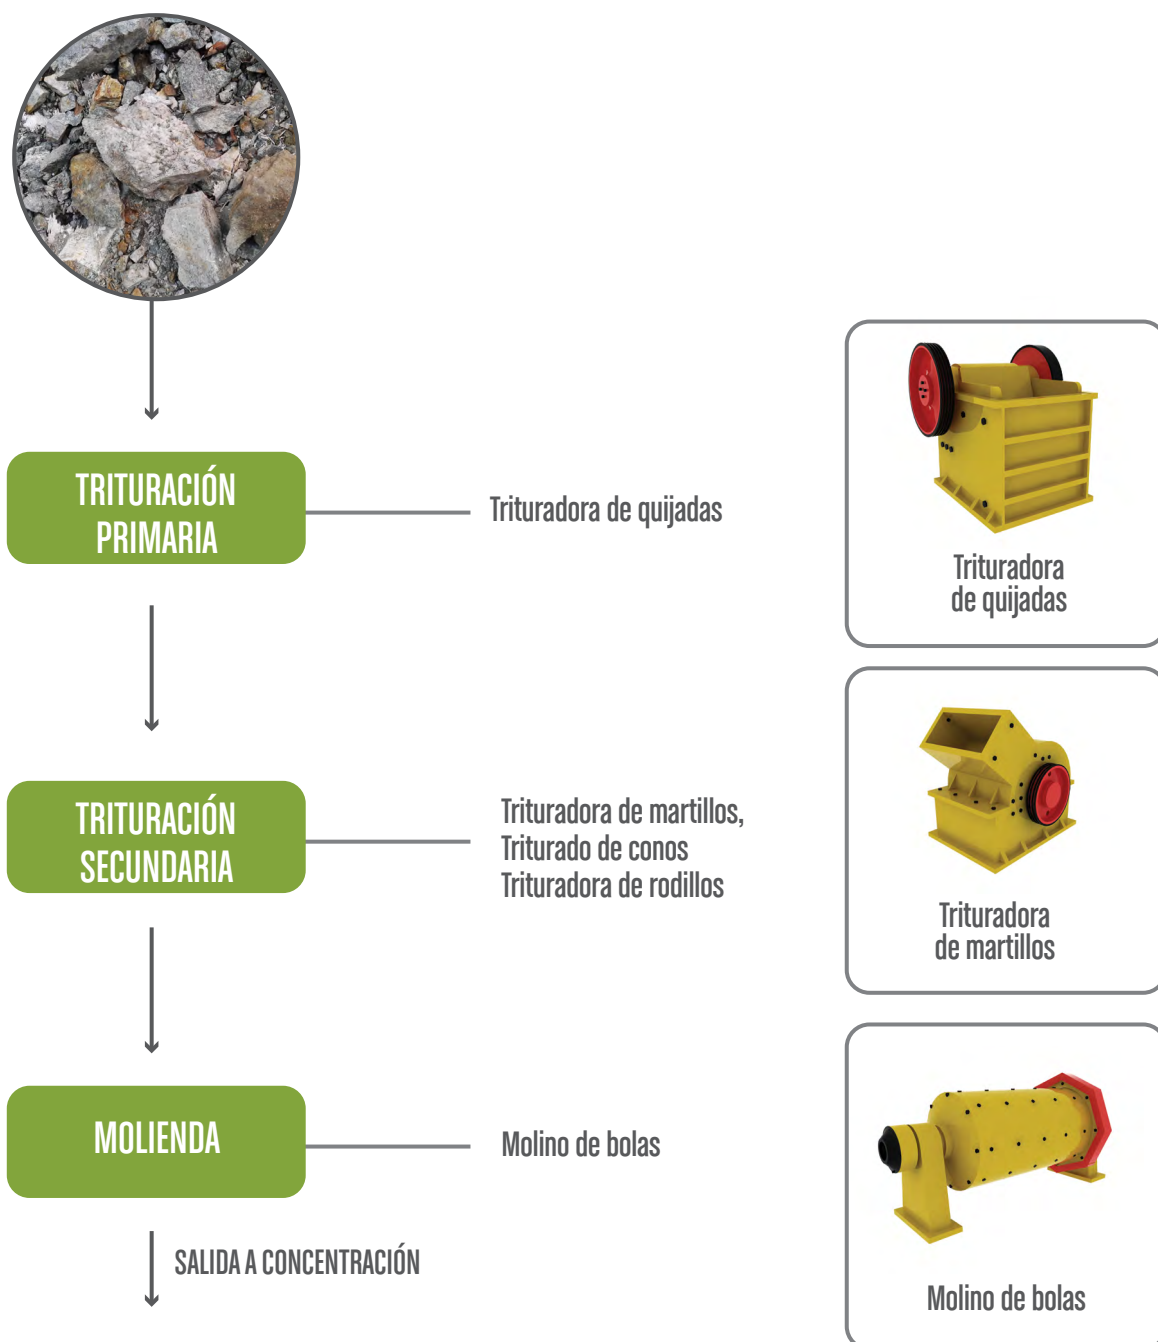 TRITURACIÓN
PRIMARIA
Trituradora de quijadas
Trituradora
de quijadas
TRITURACIÓN
SECUNDARIA
Trituradora de martillos,
Triturado de conos
Trituradora de rodillos
Trituradora
de martillos
MOLIENDA
Molino de bolas
SALIDA A CONCENTRACIÓN
Molino de bolas